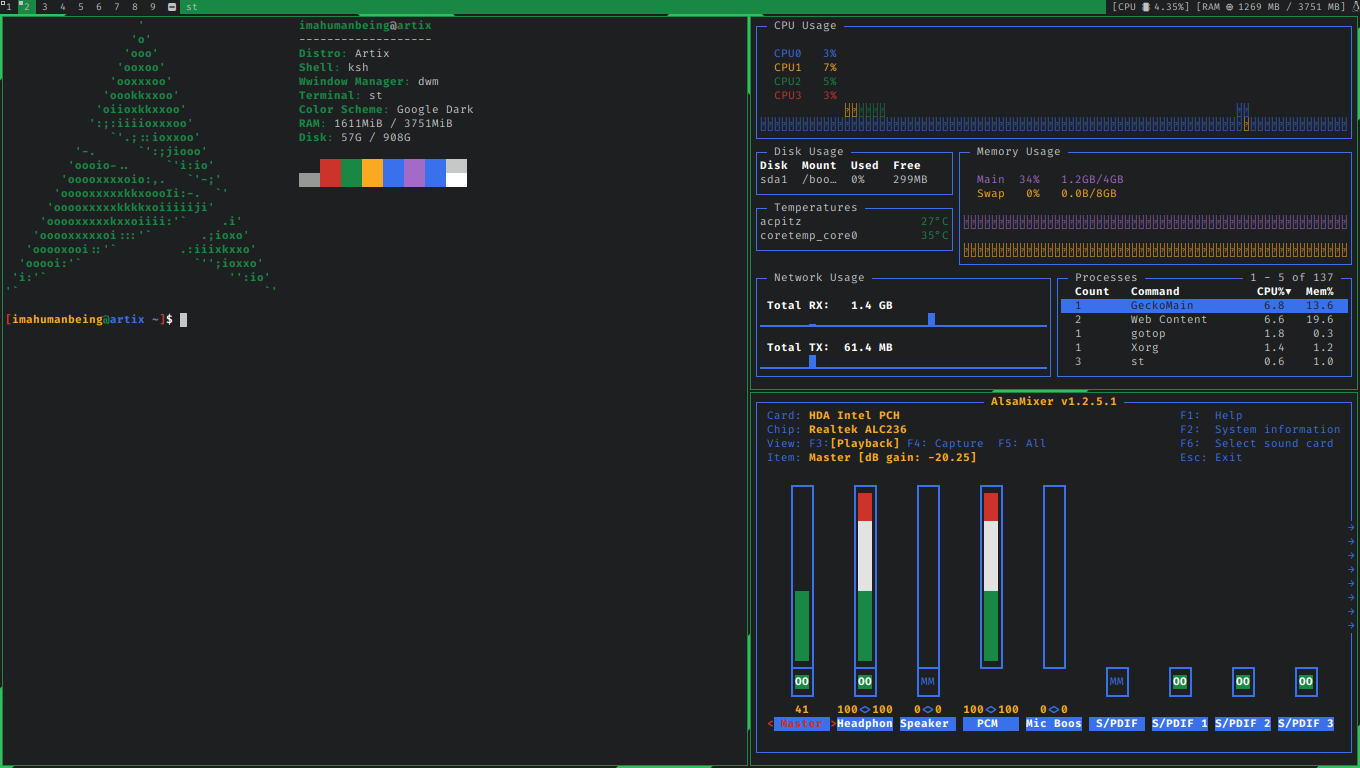 1 2 3 4 5 6 7 8 9 st [CPU 4.35%] [RAM 1269 MB / 3751 MB]
imahumanbeing@artix
-------------------
Distro: Artix
Shell: ksh
Wwindow Manager: dwm
Terminal: st
Color Scheme: Google Dark
RAM: 1611MiB / 3751MiB
Disk: 57G / 908G
'
'o'
'ooo'
'ooxoo'
'ooxxxoo'
'oookkxxoo'
'oiioxkkxxoo'
':;:iiiioxxxoo'
`'.;::ioxxoo'
'-. `':;jiooo'
'oooio-.. `'i:io'
'ooooxxxxoio:,. `'-;'
'ooooxxxxxkkxoooIi:-. `'
'ooooxxxxxkkkkxoiiiiiji'
'ooooxxxxxkxxoiiii:'` .i'
'ooooxxxxxoi:::'` .;ioxo'
'ooooxooi::'` .:iiixkxxo'
'ooooi:'` `'';ioxxo'
'i:'` '':io'
'` `'
[imahumanbeing@artix ~]$
CPU Usage
CPU0 3%
CPU1 7%
CPU2 5%
CPU3 3%
Disk Usage
Disk Mount Used Free
sda1 /boo… 0% 299MB
Temperatures
acpitz 27°C
coretemp_core0 35°C
Memory Usage
Main 34% 1.2GB/4GB
Swap 0% 0.0B/8GB
Network Usage
Total RX: 1.4 GB
Total TX: 61.4 MB
Processes 1 - 5 of 137
Count Command CPU%▼ Mem%
1 GeckoMain 6.8 13.6
2 Web Content 6.6 19.6
1 gotop 1.8 0.3
1 Xorg 1.4 1.2
3 st 0.6 1.0
AlsaMixer v1.2.5.1
Card: HDA Intel PCH F1: Help
Chip: Realtek ALC236 F2: System information
View: F3:[Playback] F4: Capture F5: All F6: Select sound card
Item: Master [dB gain: -20.25] Esc: Exit
OO OO MM MM OO OO OO
41 100<>100 0<>0 100<>100 0<>0
< Master >Headphon Speaker PCM Mic Boos S/PDIF S/PDIF 1 S/PDIF 2 S/PDIF 3